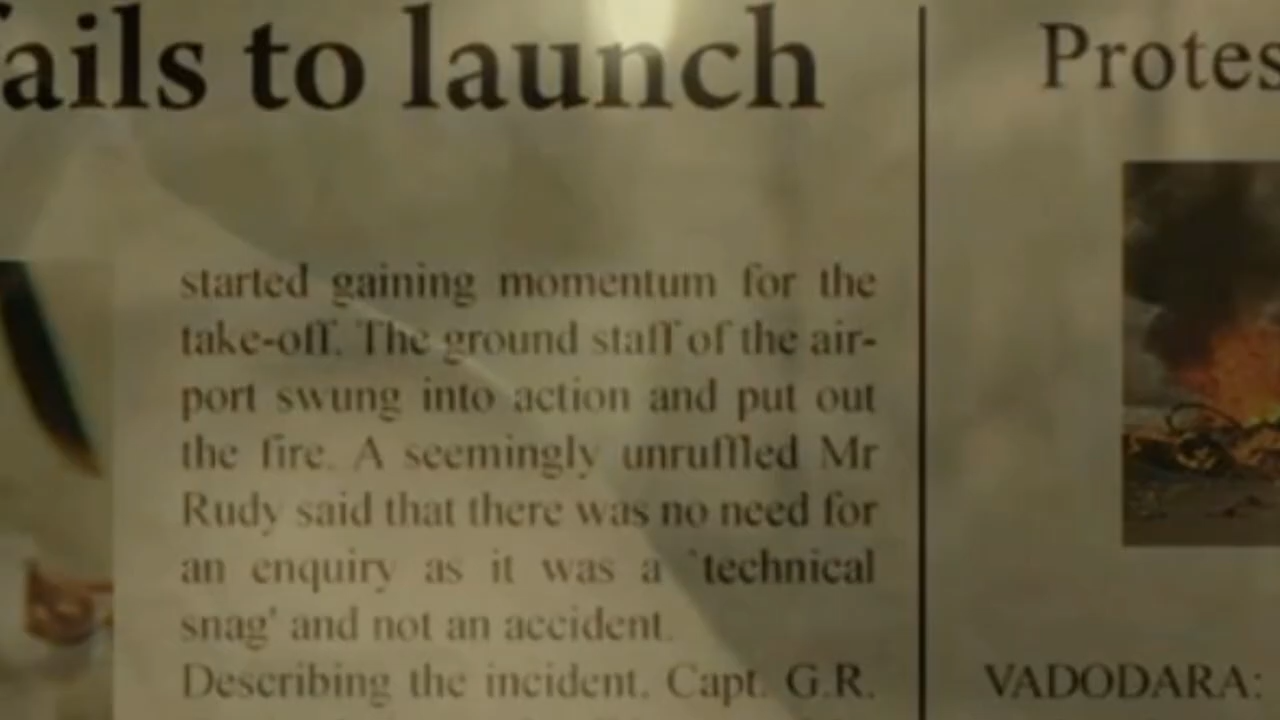 fails to launch
started gaining momentum for the
take-off. The ground staff of the air-
port swung into action and put out
the fire. A seemingly unruffled Mr
Rudy said that there was no need for
an enquiry as it was a `technical
snag' and not an accident.
Describing the incident, Capt. G.R.
Protes
VADODARA: